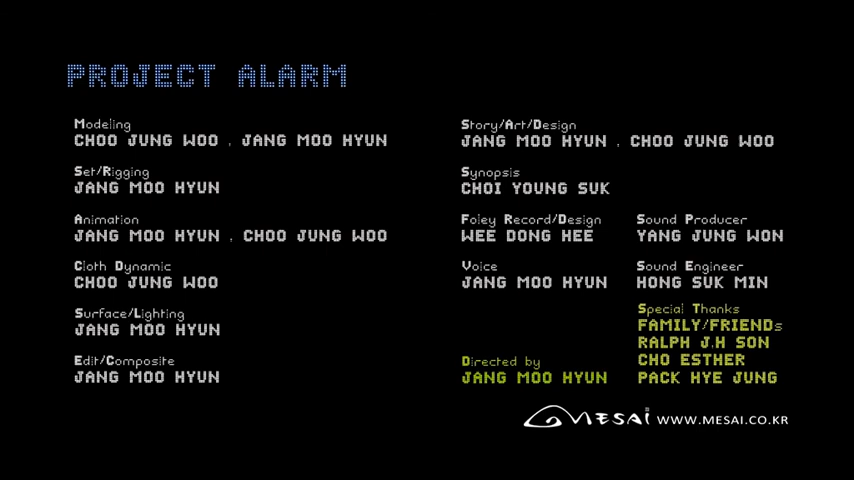 PROJECT ALARM
Modeling
CHOO JUNG WOO , JANG MOO HYUN
Set/Rigging
JANG MOO HYUN
Animation
JANG MOO HYUN , CHOO JUNG WOO
Cloth Dynamic
CHOO JUNG WOO
Surface/Lighting
JANG MOO HYUN
Edit/Composite
JANG MOO HYUN
Story/Art/Design
JANG MOO HYUN , CHOO JUNG WOO
Synopsis
CHOI YOUNG SUK
Foley Record/Design
WEE DONG HEE
Sound Producer
YANG JUNG WON
Voice
JANG MOO HYUN
Sound Engineer
HONG SUK MIN
Directed by
JANG MOO HYUN
Special Thanks
FAMILY/FRIENDs
RALPH J.H SON
CHO ESTHER
PACK HYE JUNG
MESAI WWW.MESAI.CO.KR